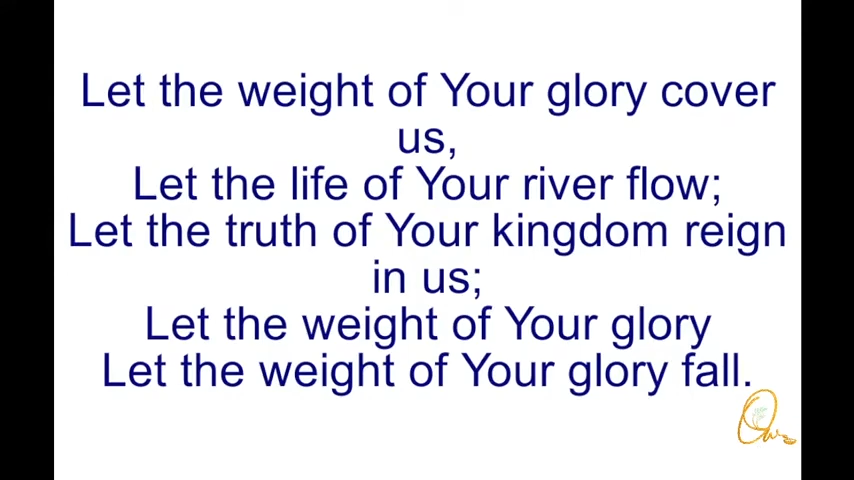 Let the weight of Your glory cover
us,
Let the life of Your river flow;
Let the truth of Your kingdom reign
in us;
Let the weight of Your glory
Let the weight of Your glory fall.